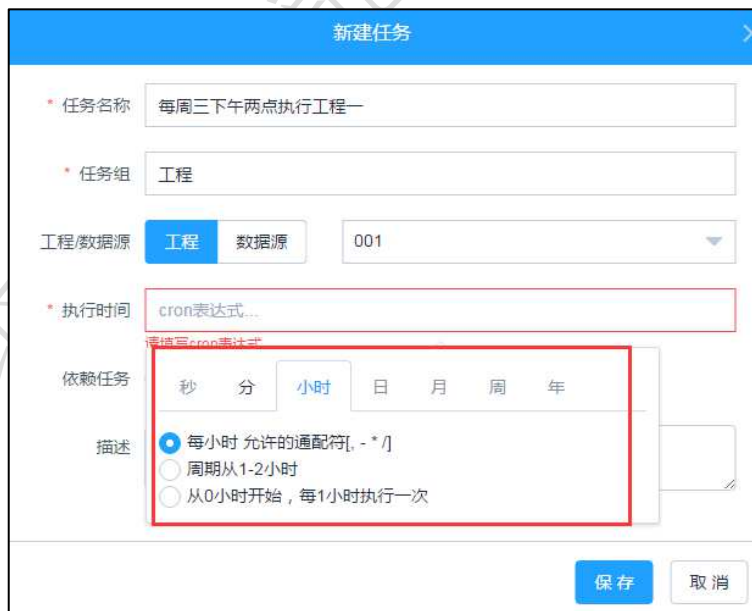 新建任务
* 任务名称 每周三下午两点执行工程一
* 任务组 工程
工程/数据源 工程 数据源 001
* 执行时间 cron表达式...
请填写cron表达式
依赖任务
秒 分 小时 日 月 周 年
描述
每小时 允许的通配符[, - * /]
周期从1-2小时
从0小时开始，每1小时执行一次
保存 取消